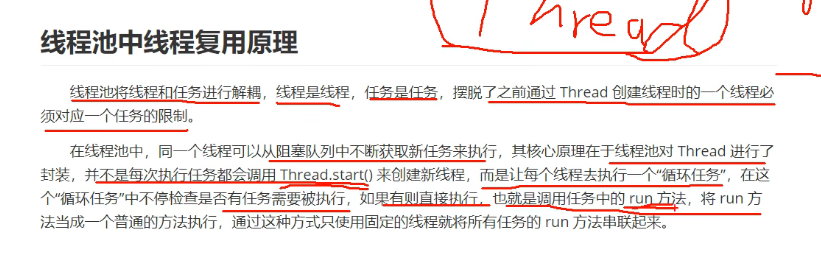 Thread
线程池中线程复用原理
线程池将线程和任务进行解耦，线程是线程，任务是任务，摆脱了之前通过 Thread 创建线程时的一个线程必
须对应一个任务的限制。
在线程池中，同一个线程可以从阻塞队列中不断获取新任务来执行，其核心原理在于线程池对 Thread 进行了
封装，并不是每次执行任务都会调用 Thread.start() 来创建新线程，而是让每个线程去执行一个“循环任务”，在这
个“循环任务”中不停检查是否有任务需要被执行，如果有则直接执行，也就是调用任务中的 run 方法，将 run 方
法当成一个普通的方法执行，通过这种方式只使用固定的线程就将所有任务的 run 方法串联起来。